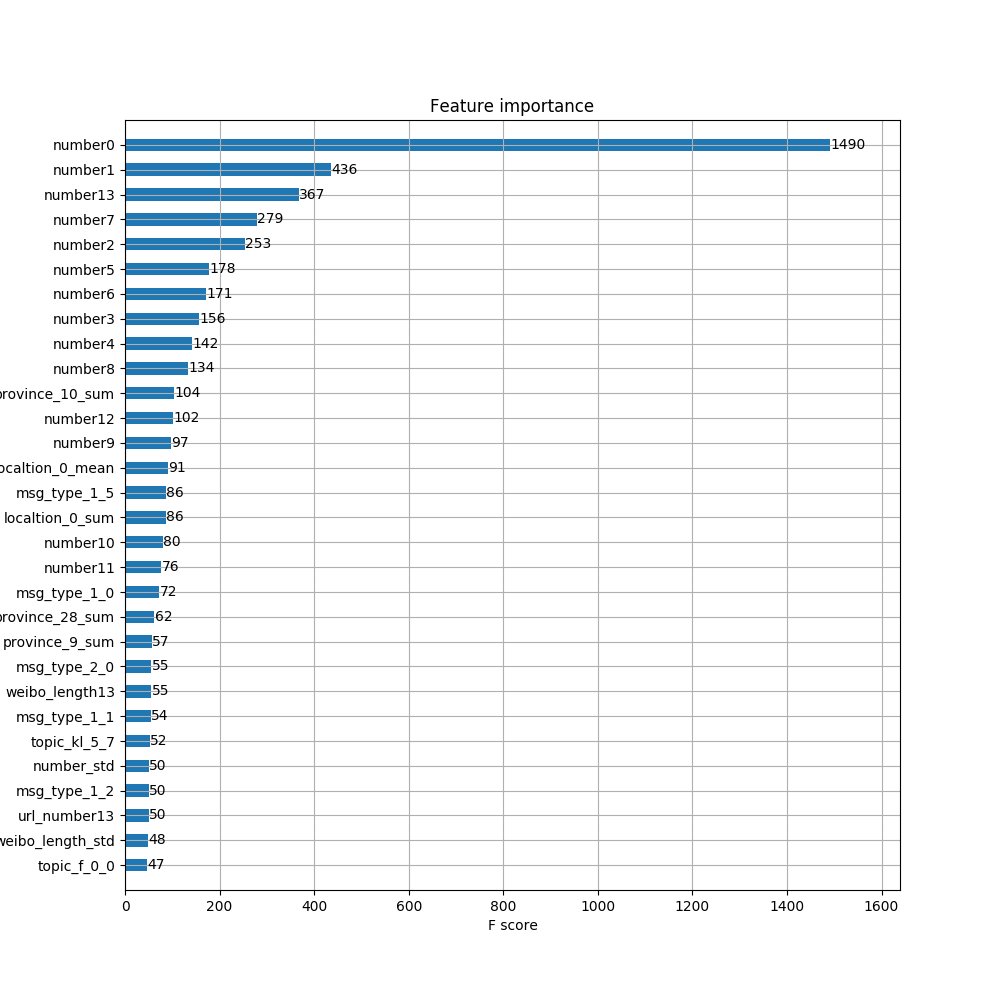 Feature importance
number0 1490
number1 436
number13 367
number7 279
number2 253
number5 178
number6 171
number3 156
number4 142
number8 134
province_10_sum 104
number12 102
number9 97
ocaltion_0_mean 91
msg_type_1_5 86
localtion_0_sum 86
number10 80
number11 76
msg_type_1_0 72
province_28_sum 62
province_9_sum 57
msg_type_2_0 55
weibo_length13 55
msg_type_1_1 54
topic_kl_5_7 52
number_std 50
msg_type_1_2 50
url_number13 50
weibo_length_std 48
topic_f_0_0 47
0 200 400 600 800 1000 1200 1400 1600
F score